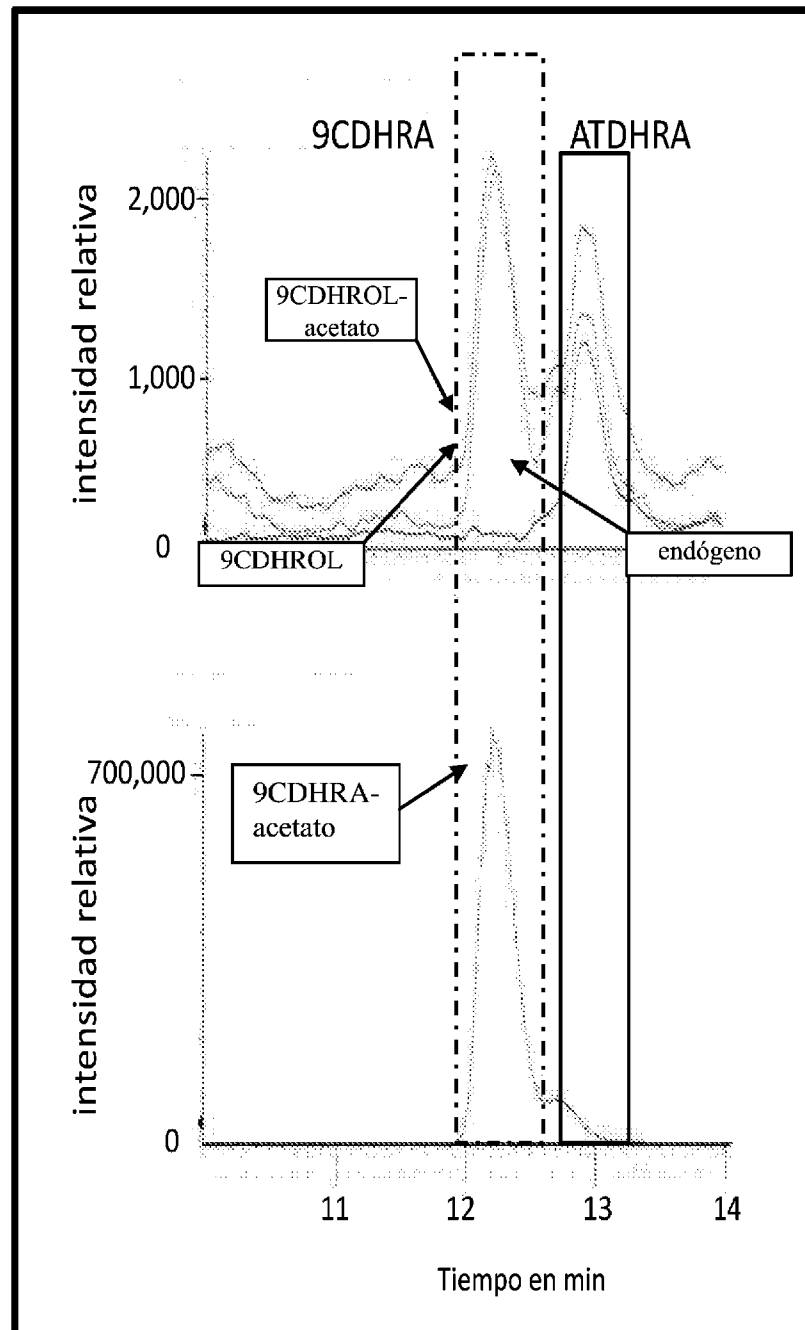 9CDHRA ATDHRA
intensidad relativa
2,000
9CDHROL-
acetato
1,000
0
9CDHROL
endógeno
intensidad relativa
700,000
9CDHRA-
acetato
0
11 12 13 14
Tiempo en min